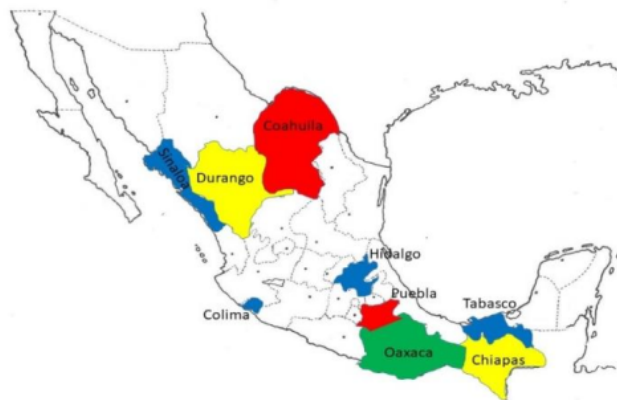 Coahuila
Sinaloa
Durango
Hidalgo
Puebla
Colima
Tabasco
Oaxaca
Chiapas